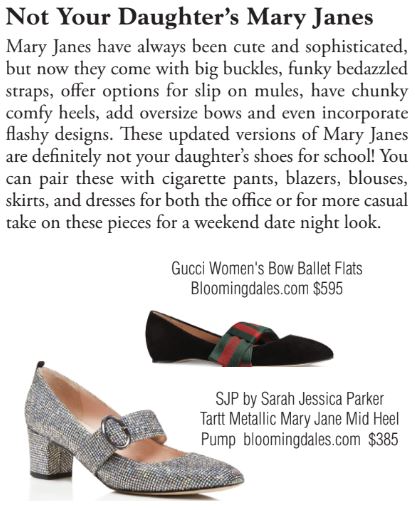 Not Your Daughter’s Mary Janes
Mary Janes have always been cute and sophisticated,
but now they come with big buckles, funky bedazzled
straps, offer options for slip on mules, have chunky
comfy heels, add oversize bows and even incorporate
flashy designs. These updated versions of Mary Janes
are definitely not your daughter’s shoes for school! You
can pair these with cigarette pants, blazers, blouses,
skirts, and dresses for both the office or for more casual
take on these pieces for a weekend date night look.
Gucci Women's Bow Ballet Flats
Bloomingdales.com $595
SJP by Sarah Jessica Parker
Tartt Metallic Mary Jane Mid Heel
Pump bloomingdales.com $385